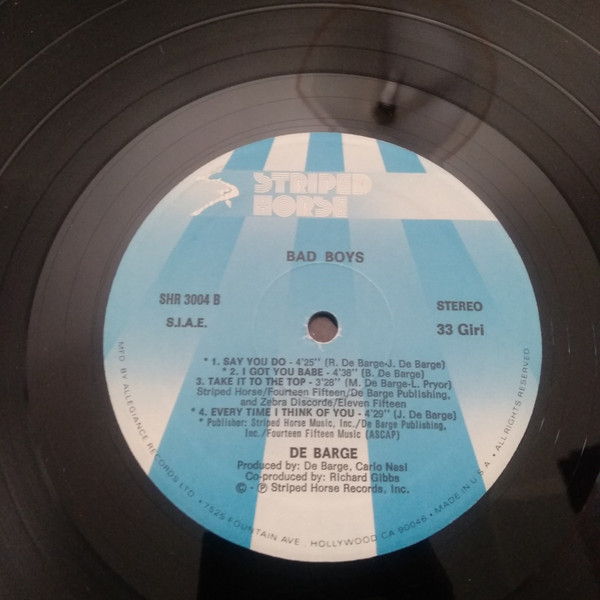 STRIPED
HORSE
BAD BOYS
SHR 3004 B
S.I.A.E.
STEREO
33 Giri
* 1. SAY YOU DO - 4'25" (R. De Barge-J. De Barge)
* 2. I GOT YOU BABE - 4'38" (B. De Barge)
3. TAKE IT TO THE TOP - 3'28" (M. De Barge-L. Pryor)
Striped Horse/Fourteen Fifteen/De Barge Publishing,
and Zebra Discorde/Eleven Fifteen
* 4. EVERY TIME I THINK OF YOU - 4'29" (J. De Barge)
* Publisher: Striped Horse Music, Inc./De Barge Publishing,
Inc./Fourteen Fifteen Music (ASCAP)
DE BARGE
Produced by: De Barge, Carlo Nasi
Co-produced by: Richard Gibbs
© - ℗ Striped Horse Records, Inc.
MFD. BY ALLEGIANCE RECORDS LTD. • 7525 FOUNTAIN AVE. HOLLYWOOD CA 90046 • MADE IN U.S.A. • ALL RIGHTS RESERVED